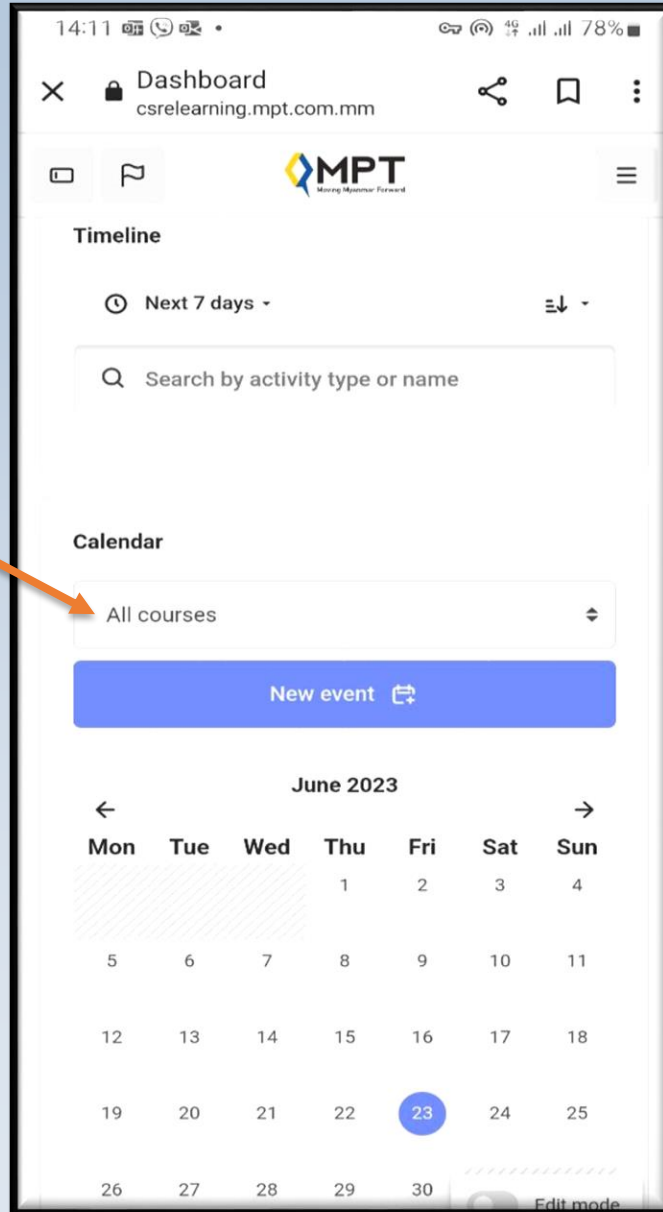 14:11 4G 78%
Dashboard
csrelearning.mpt.com.mm
MPT
Moving Myanmar Forward
Timeline
Next 7 days
Search by activity type or name
Calendar
All courses
New event
June 2023
Mon Tue Wed Thu Fri Sat Sun
1 2 3 4
5 6 7 8 9 10 11
12 13 14 15 16 17 18
19 20 21 22 23 24 25
26 27 28 29 30 Edit mode